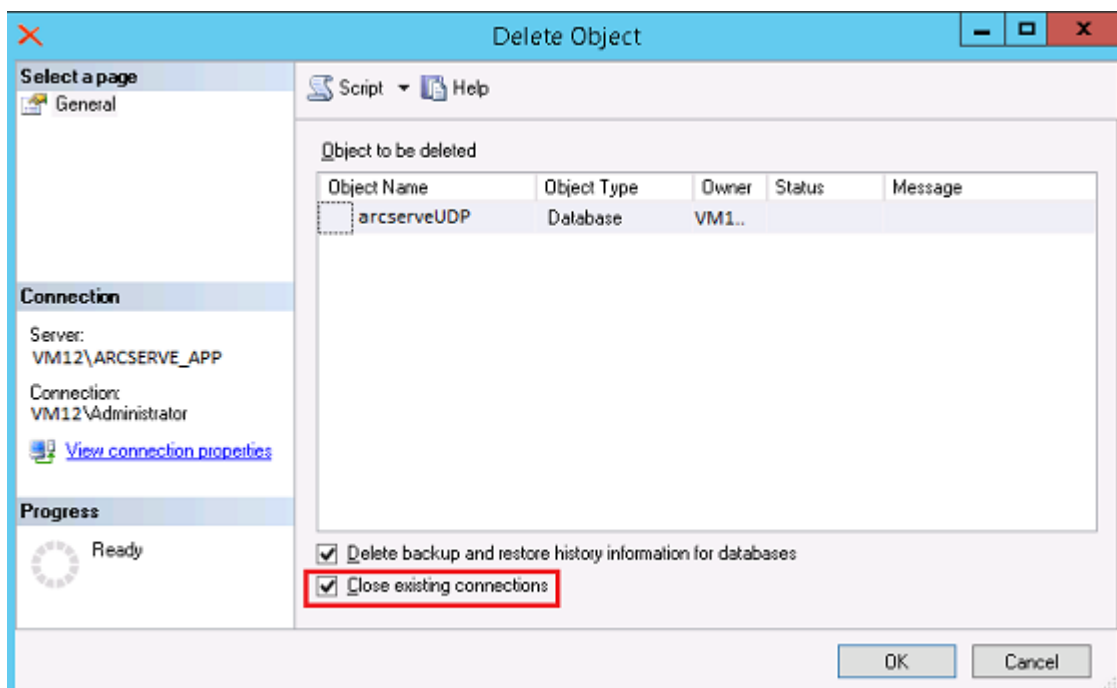 Delete Object
Select a page
General
Script Help
Object to be deleted
Object Name Object Type Owner Status Message
arcserveUDP Database VM1..
Connection
Server:
VM12\ARCSERVE_APP
Connection:
VM12\Administrator
View connection properties
Progress
Ready
Delete backup and restore history information for databases
Close existing connections
OK Cancel